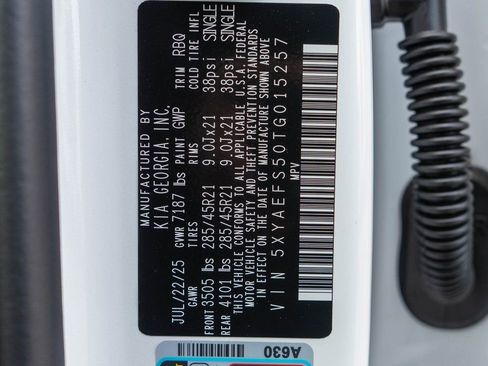 MANUFACTURED BY
KIA GEORGIA, INC.
JUL/22/25 PAINT GWP TRIM RBQ
GVWR 7187 lbs
GAWR TIRES RIMS COLD TIRE INFL
FRONT 3505 lbs 285/45R21 9.0Jx21 38psi SINGLE
REAR 4101 lbs 285/45R21 9.0Jx21 38psi SINGLE
THIS VEHICLE CONFORMS TO ALL APPLICABLE U.S.A. FEDERAL
MOTOR VEHICLE SAFETY AND THEFT PREVENTION STANDARDS
IN EFFECT ON THE DATE OF MANUFACTURE SHOWN ABOVE
VIN 5XYAEFS50TG015257
MPV
A630